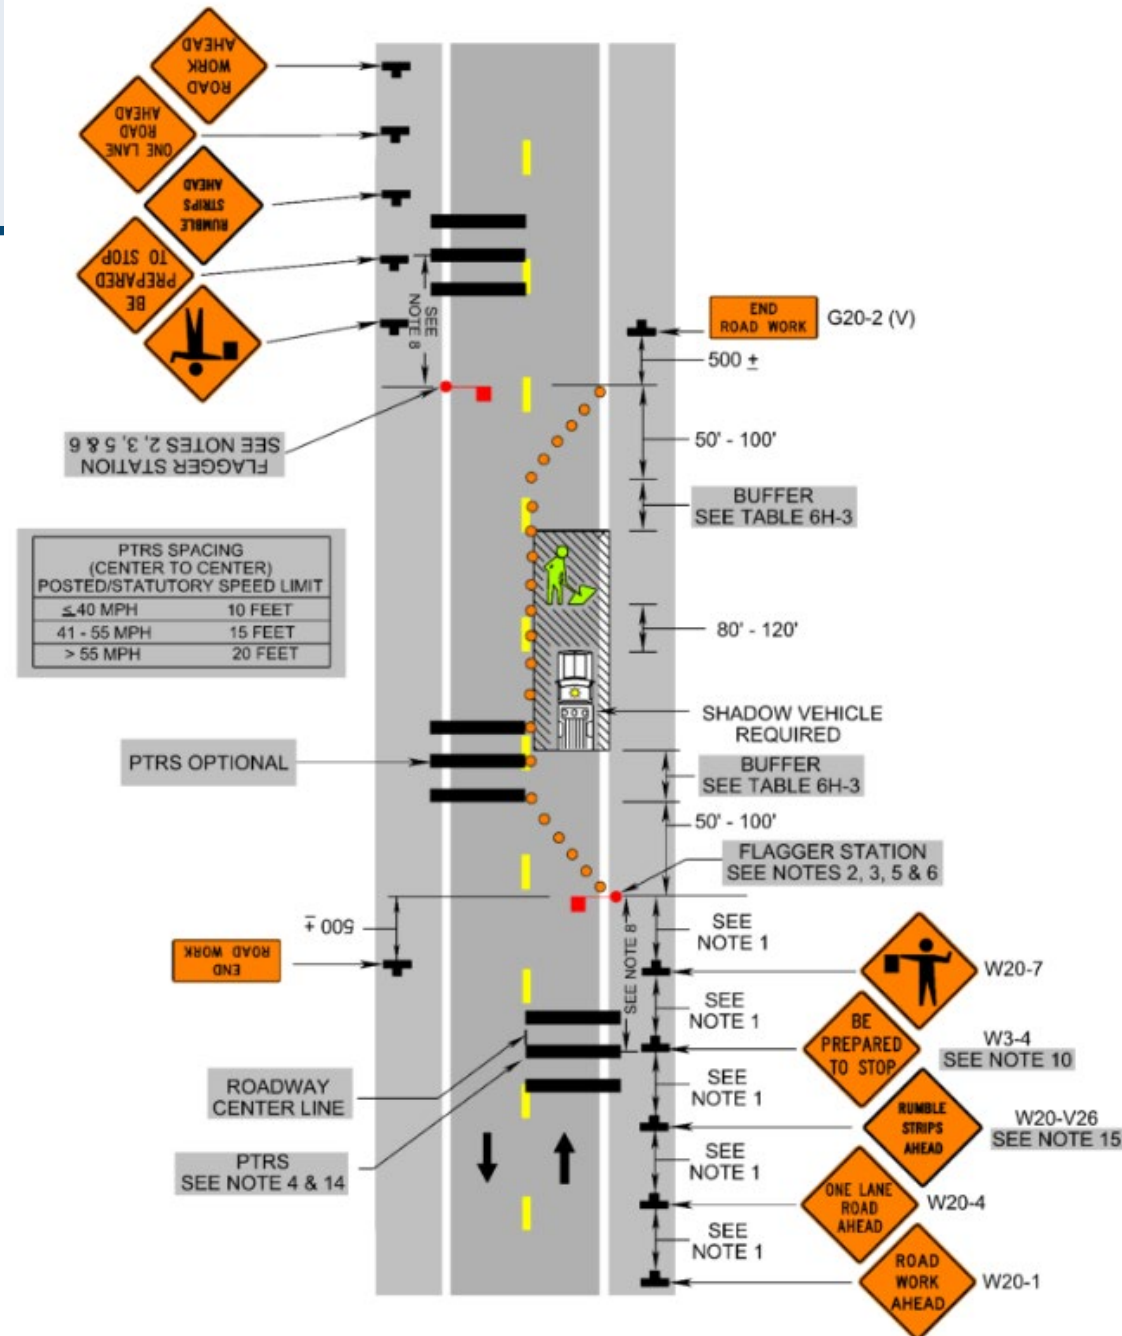 ROAD
WORK
AHEAD
ONE LANE
ROAD
AHEAD
RUMBLE
STRIPS
AHEAD
BE
PREPARED
TO STOP
SEE
NOTE 8
END
ROAD WORK
G20-2 (V)
500 ±
50' - 100'
FLAGGER STATION
SEE NOTES 2, 3, 5 & 6
BUFFER
SEE TABLE 6H-3
PTRS SPACING
(CENTER TO CENTER)
POSTED/STATUTORY SPEED LIMIT
≤40 MPH 10 FEET
41 - 55 MPH 15 FEET
> 55 MPH 20 FEET
80' - 120'
SHADOW VEHICLE
REQUIRED
PTRS OPTIONAL
BUFFER
SEE TABLE 6H-3
50' - 100'
FLAGGER STATION
SEE NOTES 2, 3, 5 & 6
500 ±
END
ROAD WORK
SEE NOTE 8
SEE
NOTE 1
W20-7
SEE
NOTE 1
BE
PREPARED
TO STOP
W3-4
SEE NOTE 10
ROADWAY
CENTER LINE
SEE
NOTE 1
RUMBLE
STRIPS
AHEAD
W20-V26
SEE NOTE 15
PTRS
SEE NOTE 4 & 14
SEE
NOTE 1
ONE LANE
ROAD
AHEAD
W20-4
SEE
NOTE 1
ROAD
WORK
AHEAD
W20-1